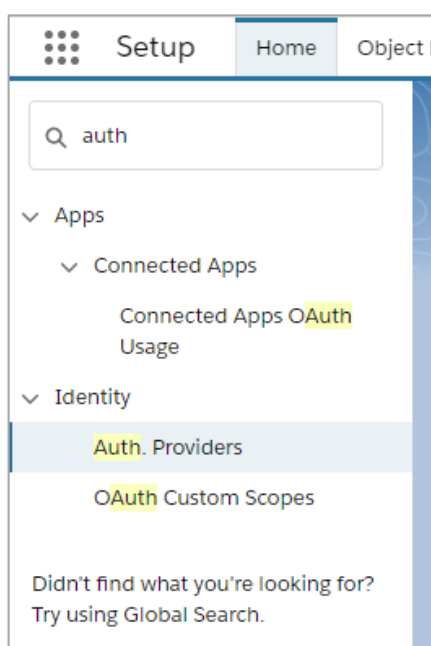 Setup
Home
Object
auth
Apps
Connected Apps
Connected Apps OAuth
Usage
Identity
Auth. Providers
OAuth Custom Scopes
Didn't find what you're looking for?
Try using Global Search.